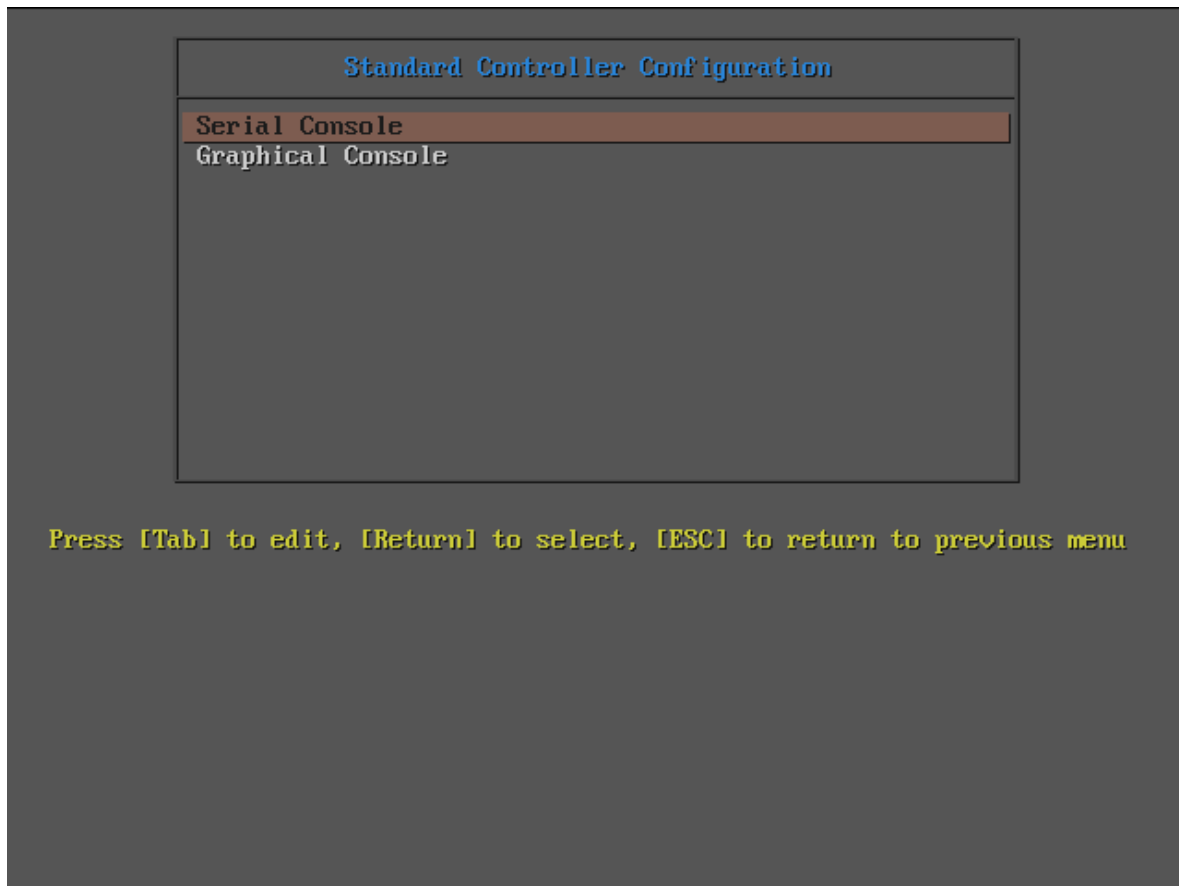 Standard Controller Configuration
Serial Console
Graphical Console
Press [Tab] to edit, [Return] to select, [ESC] to return to previous menu